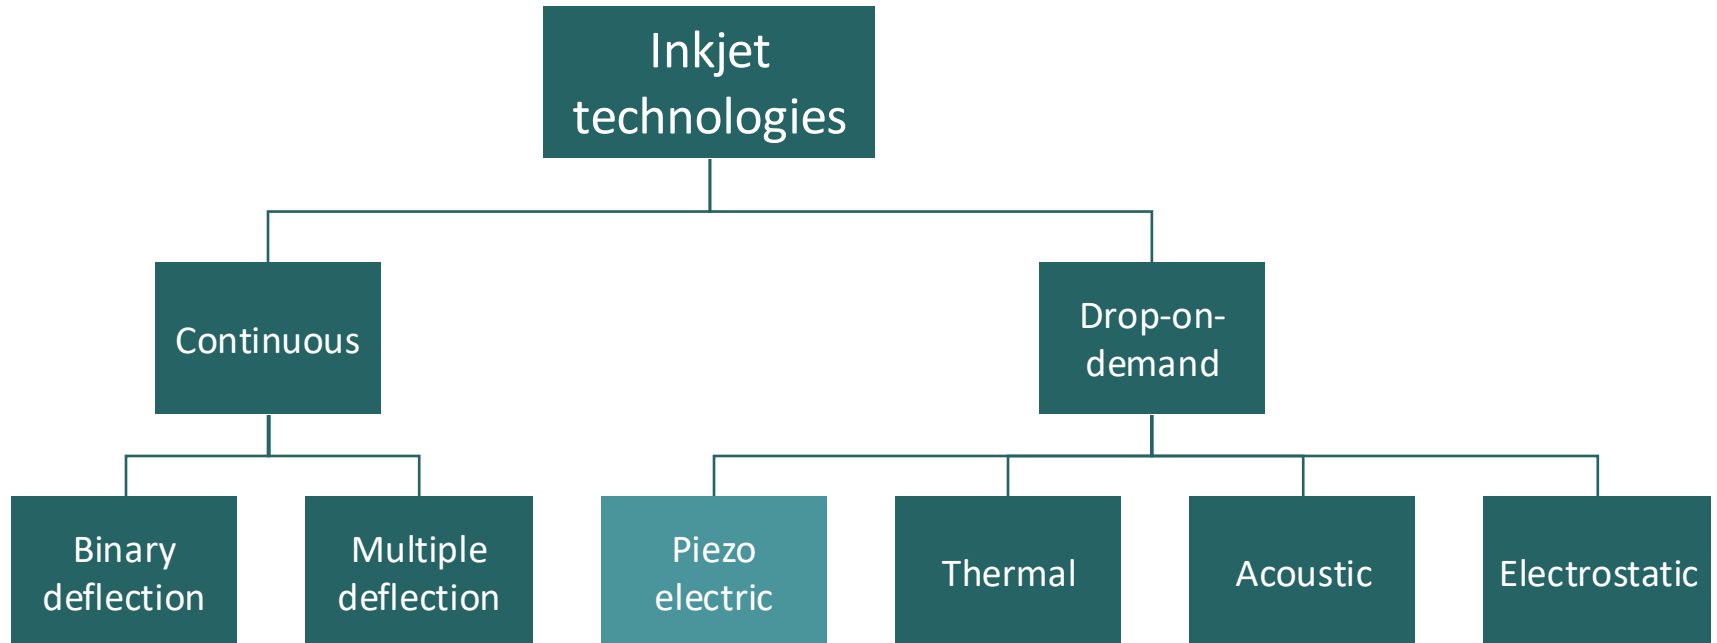 Inkjet
technologies
Continuous
Drop-on-
demand
Binary
deflection
Multiple
deflection
Piezo
electric
Thermal
Acoustic
Electrostatic